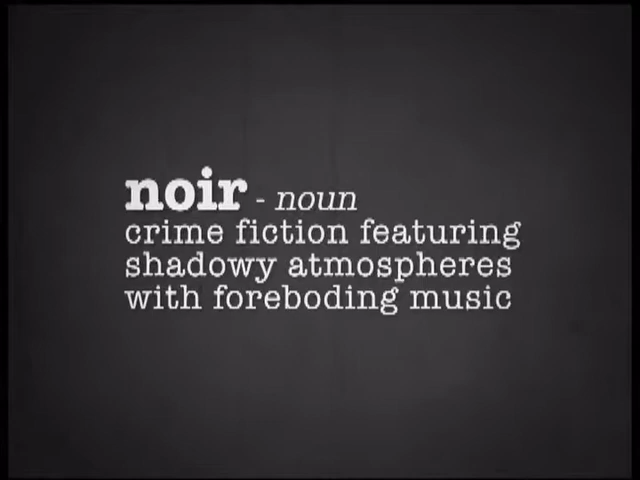 noir - noun
crime fiction featuring
shadowy atmospheres
with foreboding music